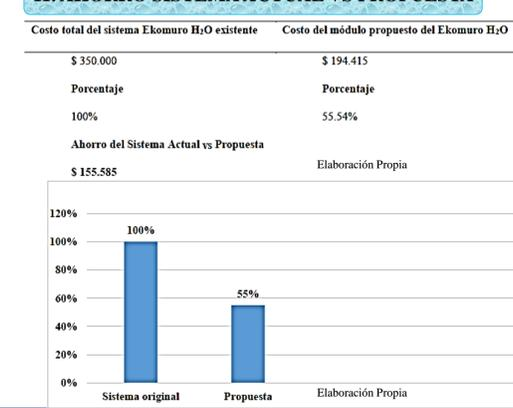 Costo total del sistema Ekomuro H2O existente    Costo del módulo propuesto del Ekomuro H2O
$ 350.000    $ 194.415
Porcentaje    Porcentaje
100%    55.54%
Ahorro del Sistema Actual vs Propuesta
$ 155.585    Elaboración Propia
120%
100%
80%
60%
40%
20%
0%
100%
55%
Sistema original    Propuesta    Elaboración Propia